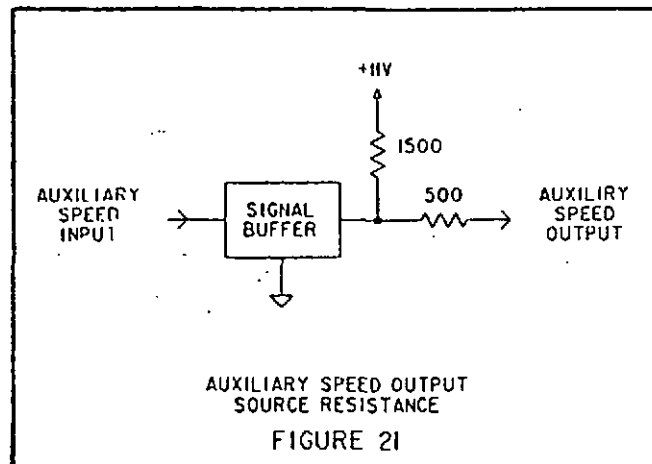 +11V
1500
500
AUXILIARY
SPEED
INPUT
SIGNAL
BUFFER
AUXILIRY
SPEED
OUTPUT
AUXILIARY SPEED OUTPUT
SOURCE RESISTANCE
FIGURE 21